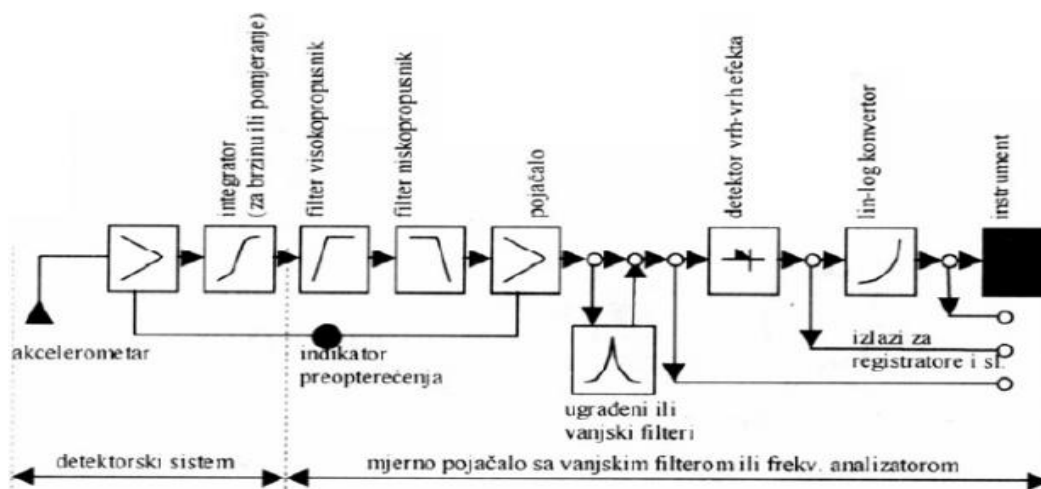 integrator
(za brzinu ili pomjeranje)
filter visokopropusnik
filter niskopropusnik
pojačalo
detektor vrh-vrh efekta
lin-log konvertor
instrument
akcelerometar
indikator
preopterećenja
ugrađeni ili
vanjski filteri
izlazi za
registratore i sl.
detektorski sistem
mjerno pojačalo sa vanjskim filterom ili frekv. analizatorom